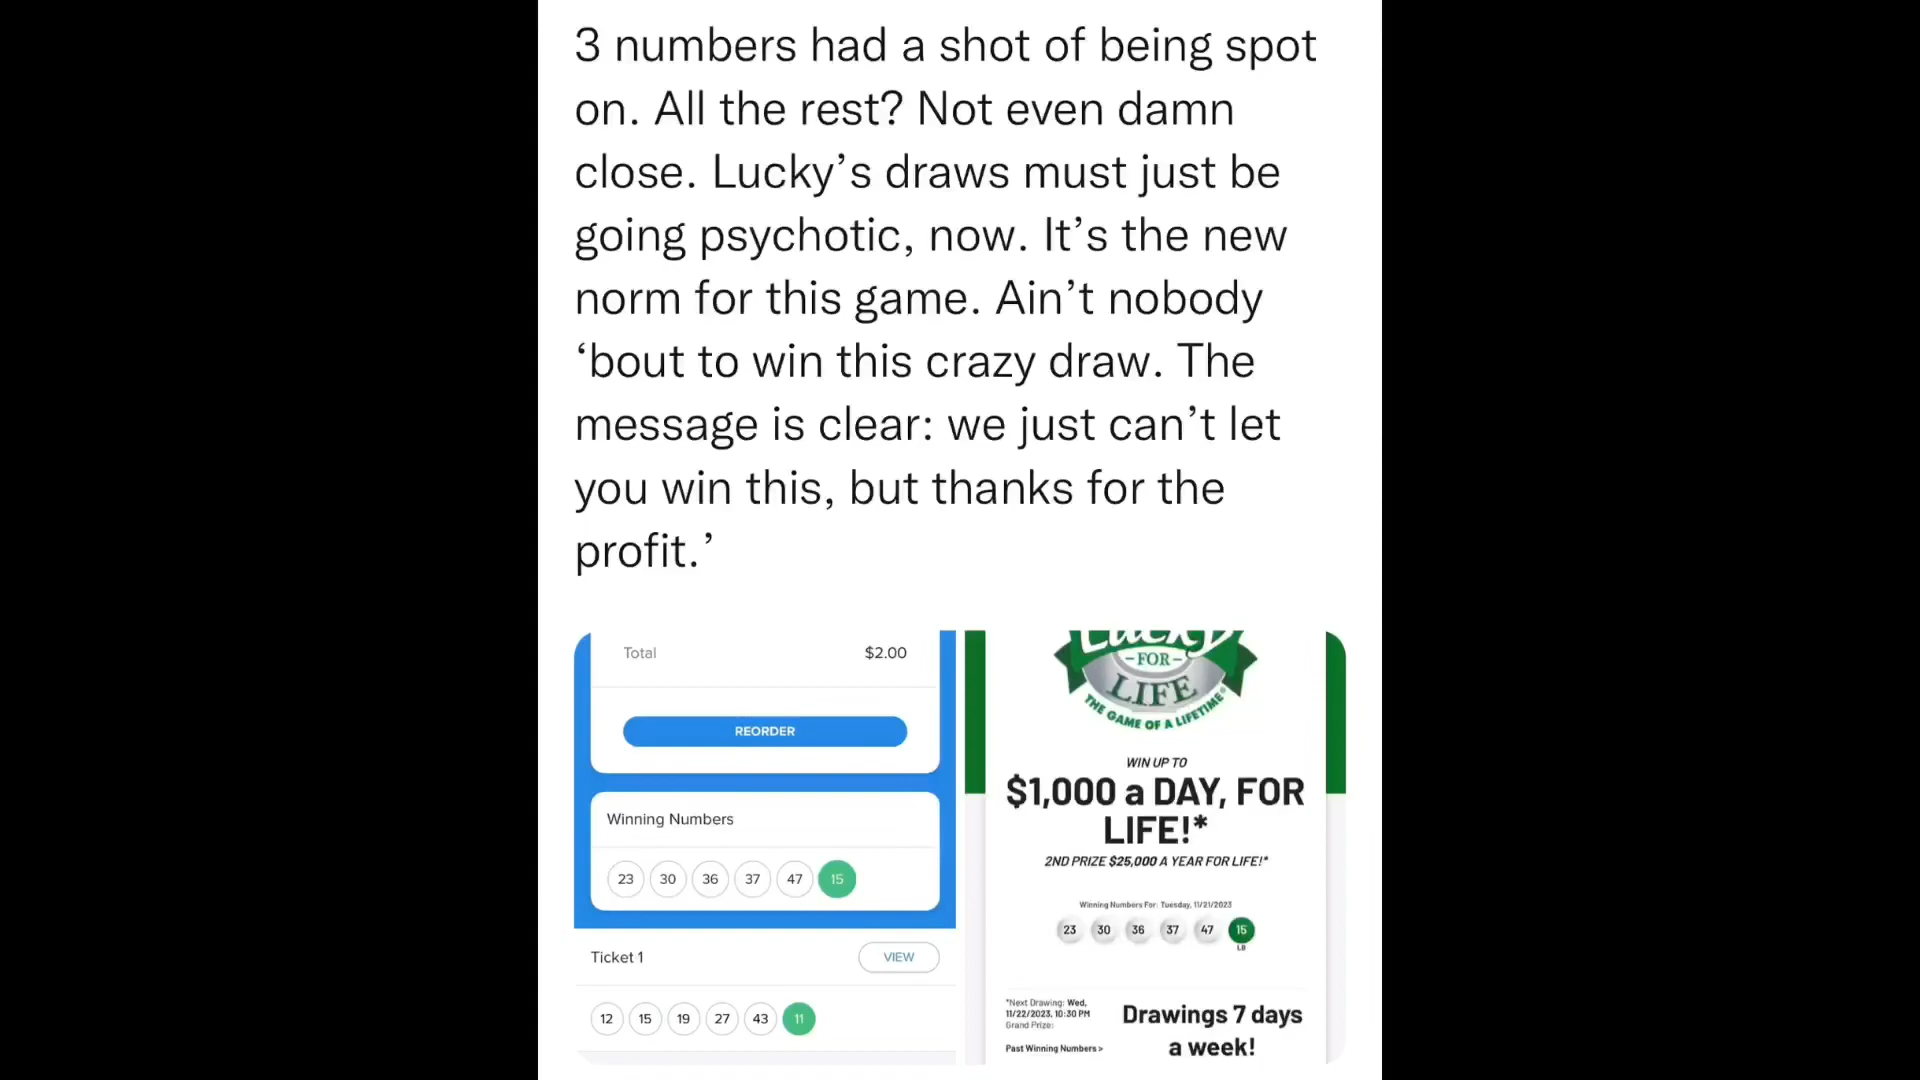 3 numbers had a shot of being spot
on. All the rest? Not even damn
close. Lucky’s draws must just be
going psychotic, now. It’s the new
norm for this game. Ain’t nobody
‘bout to win this crazy draw. The
message is clear: we just can’t let
you win this, but thanks for the
profit.’
Total $2.00
REORDER
Winning Numbers
23 30 36 37 47 15
Ticket 1 VIEW
12 15 19 27 43 11
Lucky
-FOR-
LIFE
THE GAME OF A LIFETIME®
WIN UP TO
$1,000 a DAY, FOR
LIFE!*
2ND PRIZE $25,000 A YEAR FOR LIFE!*
Winning Numbers For: Tuesday, 11/21/2023
23 30 36 37 47 15
LB
*Next Drawing: Wed,
11/22/2023, 10:30 PM
Grand Prize:
Past Winning Numbers >
Drawings 7 days
a week!